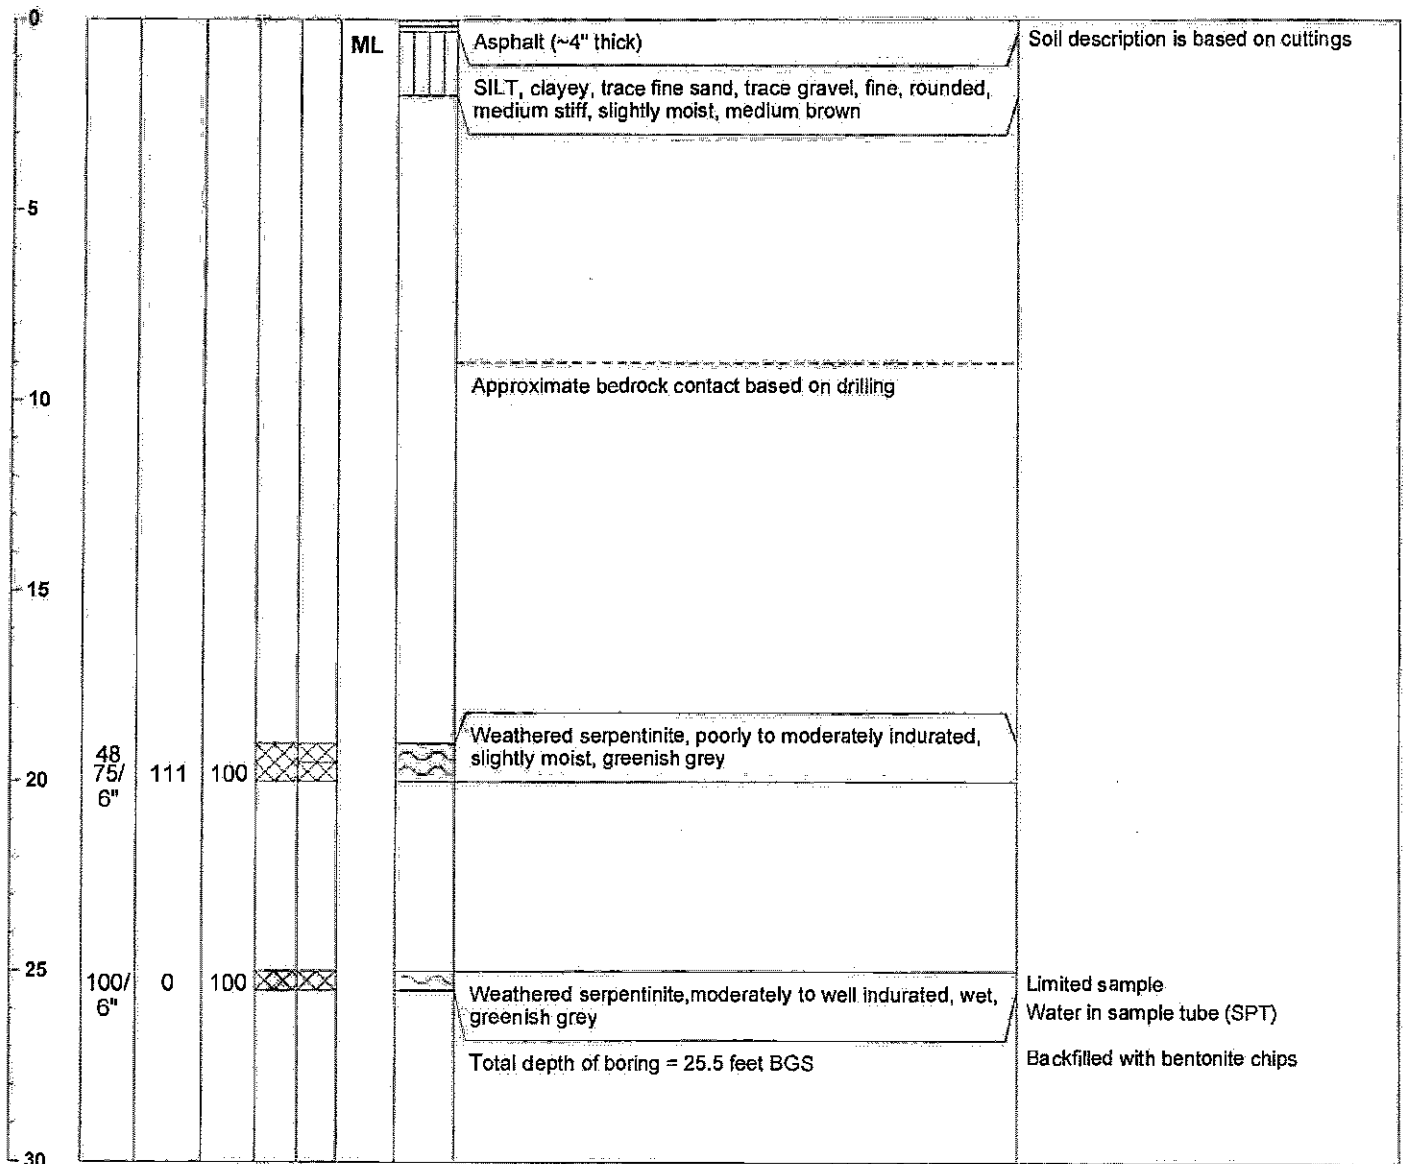 0
ML
Asphalt (~4" thick)
Soil description is based on cuttings
SILT, clayey, trace fine sand, trace gravel, fine, rounded,
medium stiff, slightly moist, medium brown
5
Approximate bedrock contact based on drilling
10
15
Weathered serpentinite, poorly to moderately indurated,
slightly moist, greenish grey
48
75/
6"
111
100
20
25
100/
6"
0
100
Limited sample
Weathered serpentinite,moderately to well indurated, wet,
greenish grey
Water in sample tube (SPT)
Total depth of boring = 25.5 feet BGS
Backfilled with bentonite chips
30